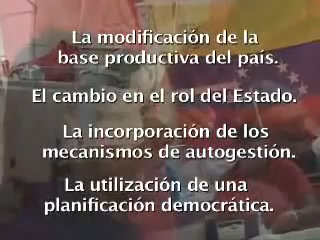 La modificación de la
base productiva del país.
El cambio en el rol del Estado.
La incorporación de los
mecanismos de autogestión.
La utilización de una
planificación democrática.